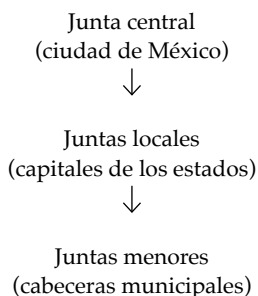 Junta central
(ciudad de México)
↓
Juntas locales
(capitales de los estados)
↓
Juntas menores
(cabeceras municipales)